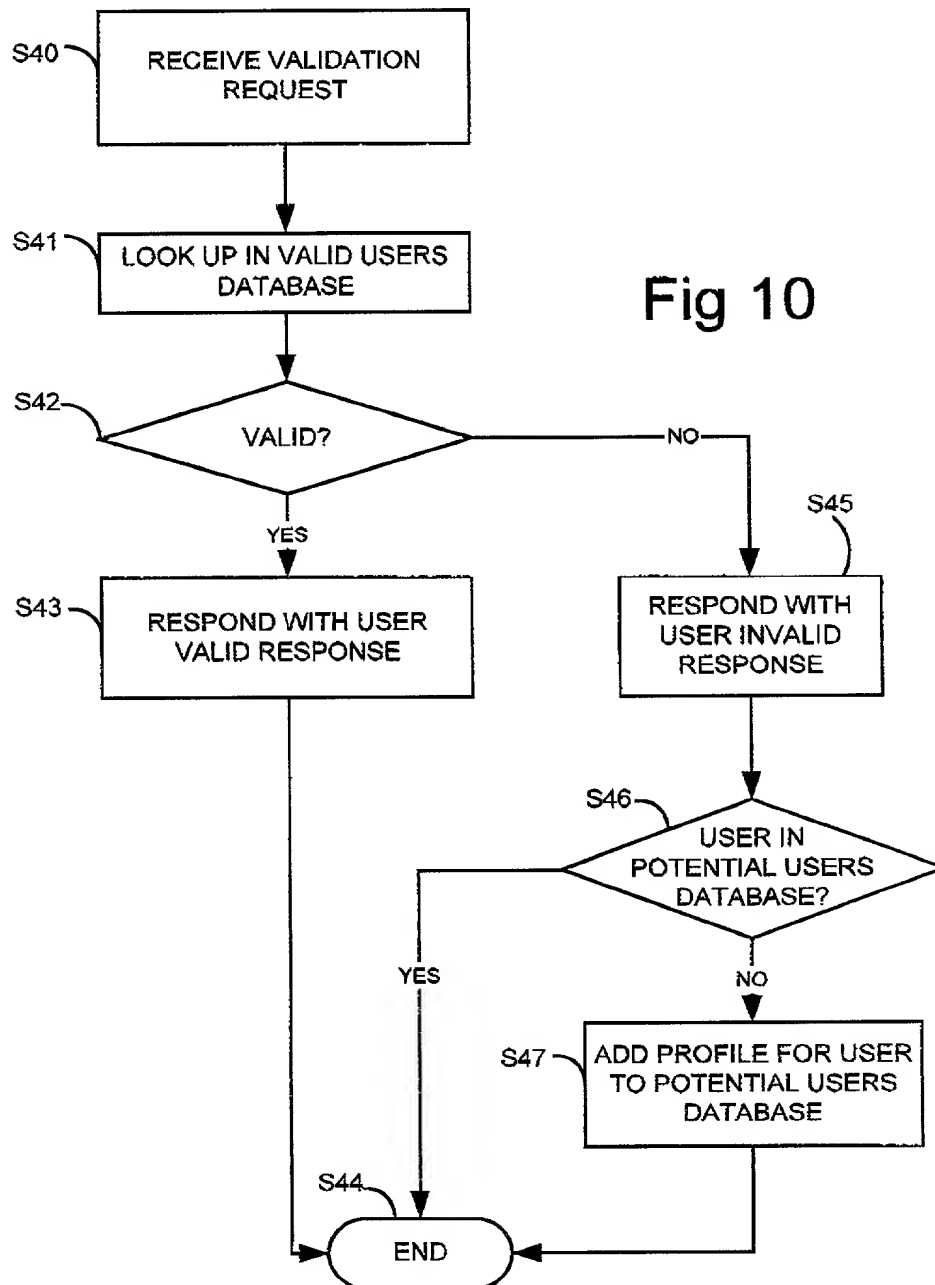 S40
RECEIVE VALIDATION
REQUEST
S41
LOOK UP IN VALID USERS
DATABASE
Fig 10
S42
VALID?
NO
YES
S45
S43
RESPOND WITH USER
VALID RESPONSE
RESPOND WITH
USER INVALID
RESPONSE
S46
USER IN
POTENTIAL USERS
DATABASE?
YES
NO
S47
ADD PROFILE FOR USER
TO POTENTIAL USERS
DATABASE
S44
END